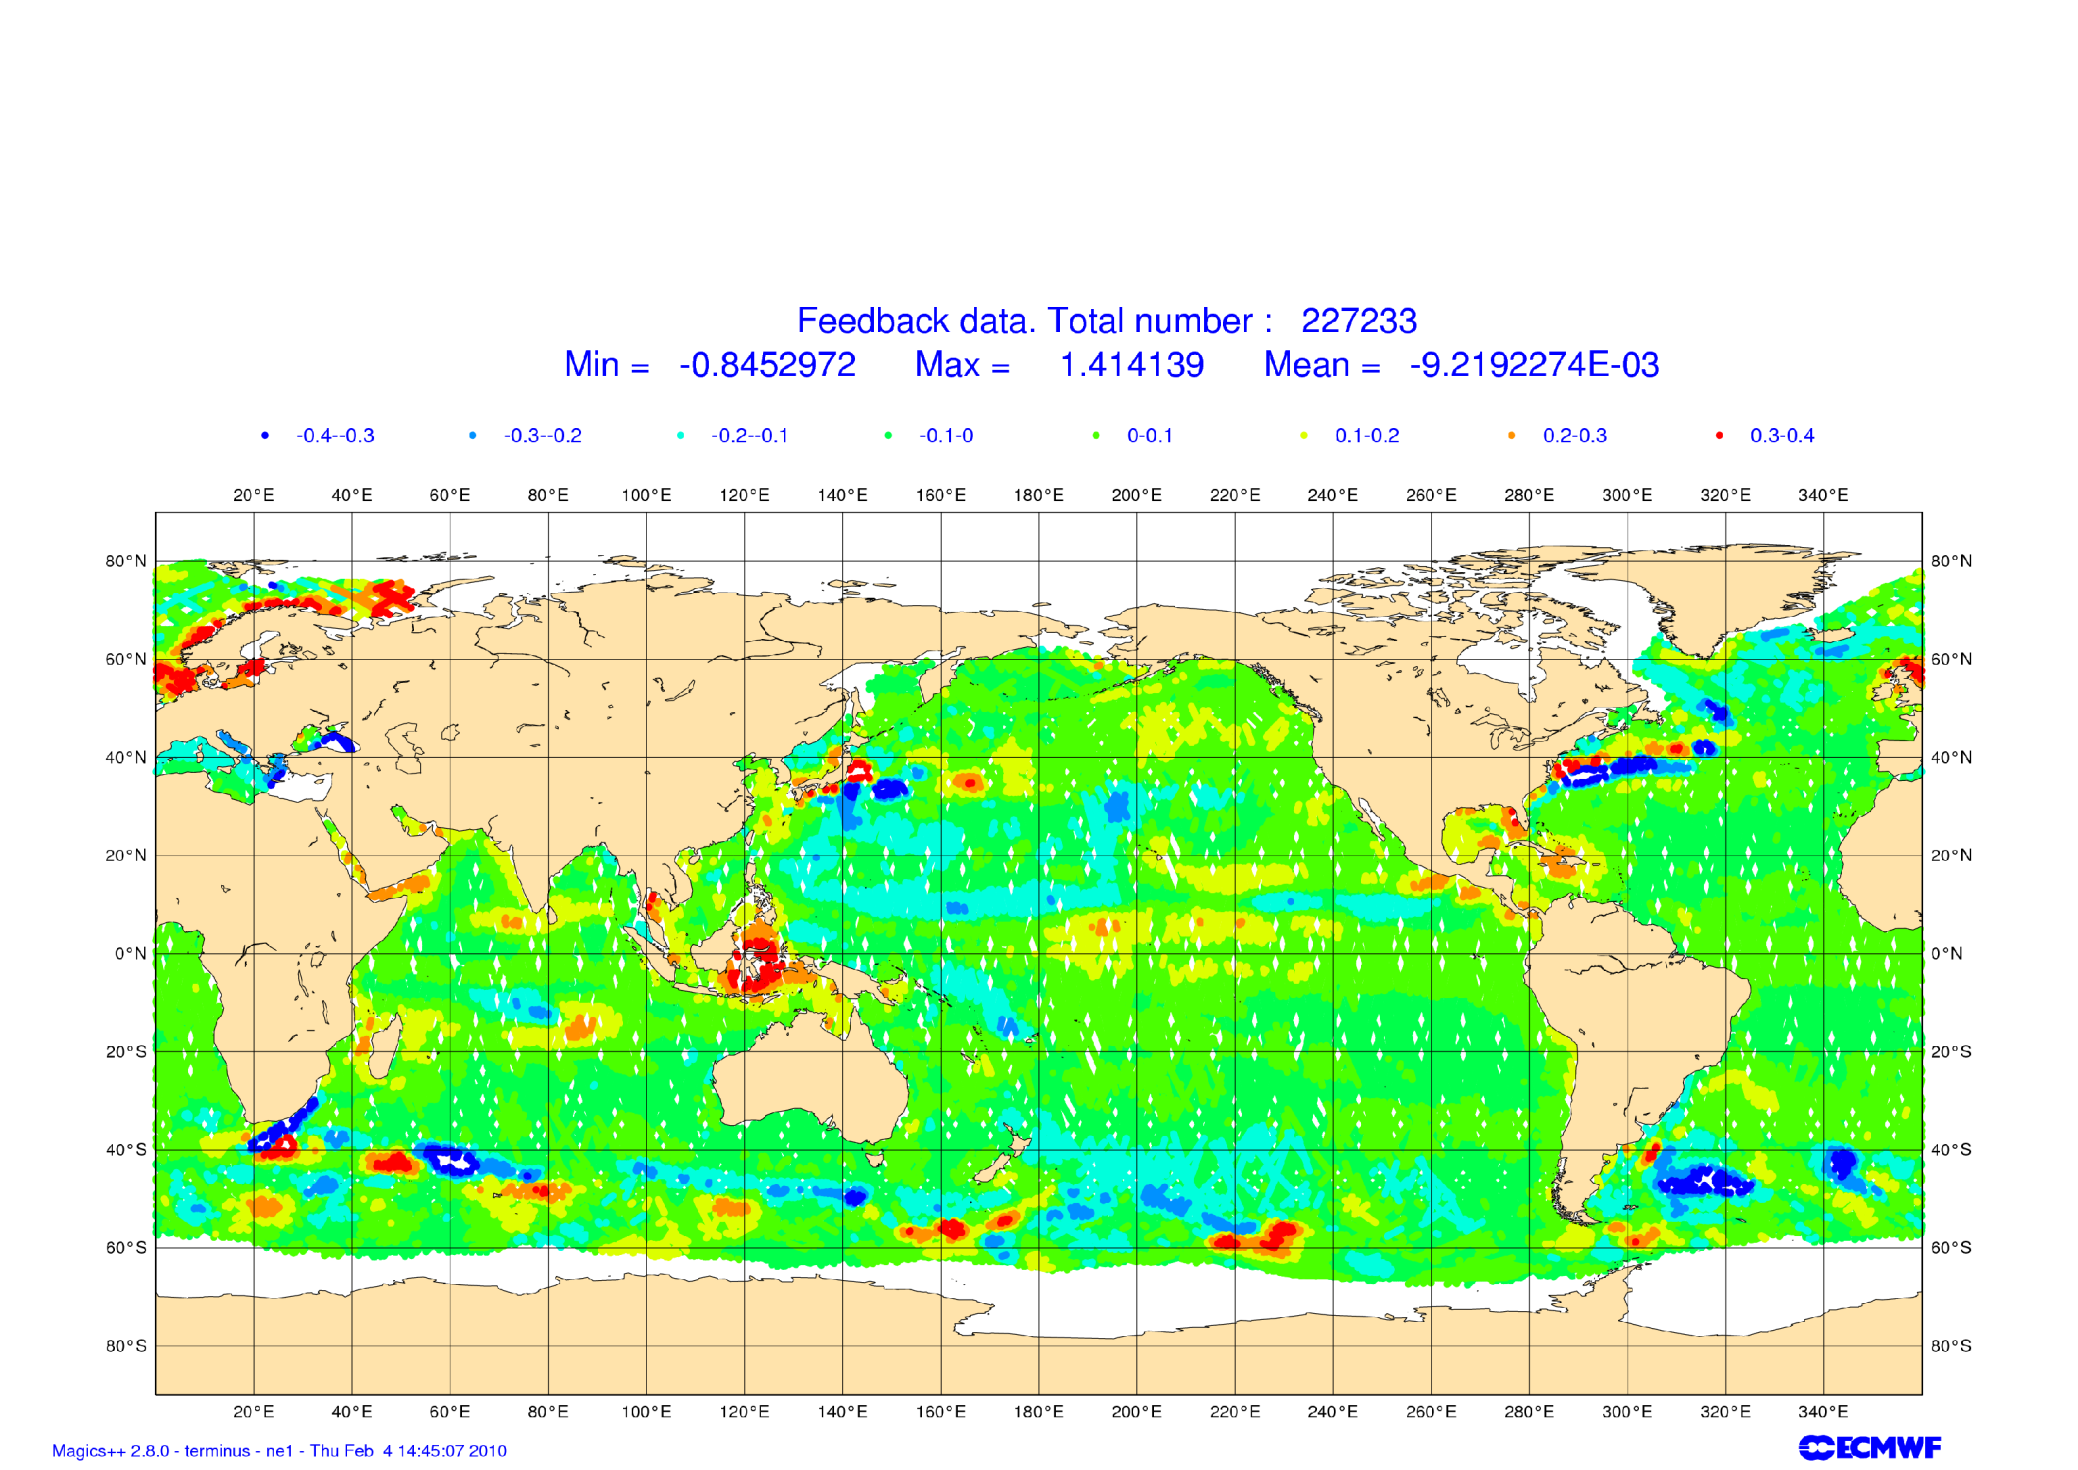 Feedback data. Total number : 227233
Min = -0.8452972 Max = 1.414139 Mean = -9.2192274E-03
-0.4--0.3 -0.3--0.2 -0.2--0.1 -0.1-0 0-0.1 0.1-0.2 0.2-0.3 0.3-0.4
20°E 40°E 60°E 80°E 100°E 120°E 140°E 160°E 180°E 200°E 220°E 240°E 260°E 280°E 300°E 320°E 340°E
80°N 80°N
60°N 60°N
40°N 40°N
20°N 20°N
0°N 0°N
20°S 20°S
40°S 40°S
60°S 60°S
80°S 80°S
20°E 40°E 60°E 80°E 100°E 120°E 140°E 160°E 180°E 200°E 220°E 240°E 260°E 280°E 300°E 320°E 340°E
Magics++ 2.8.0 - terminus - ne1 - Thu Feb 4 14:45:07 2010
ECMWF